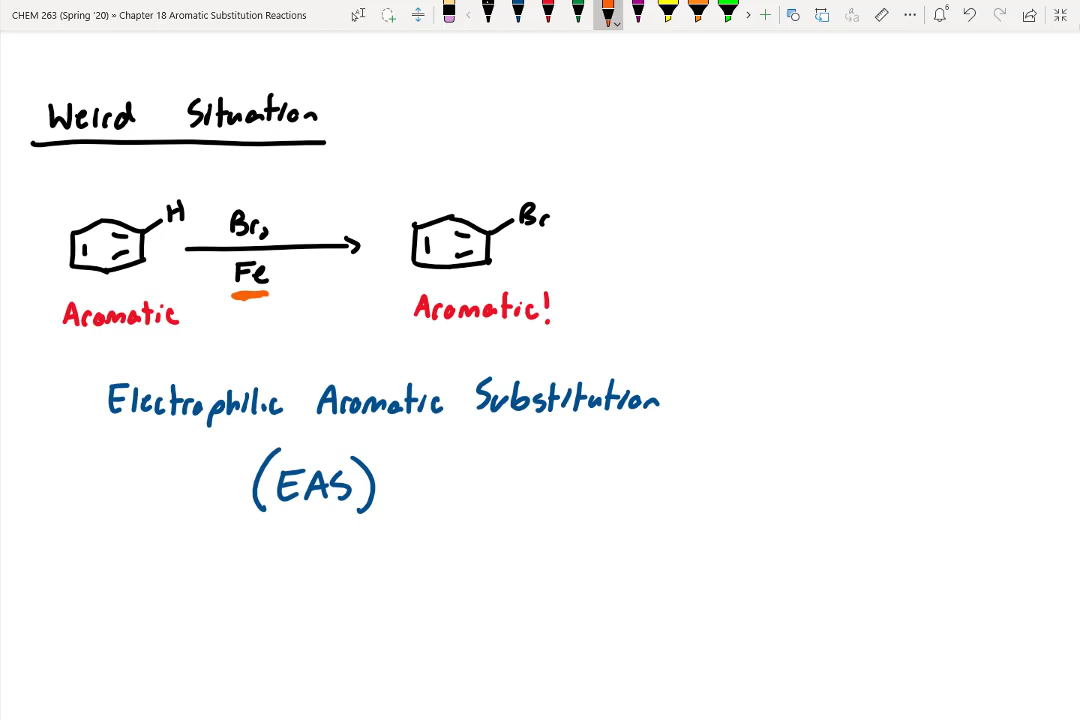 CHEM 263 (Spring '20) » Chapter 18 Aromatic Substitution Reactions
6
Weird Situation
H
Br₂
Br
Fe
Aromatic
Aromatic!
Electrophilic Aromatic Substitution
(EAS)